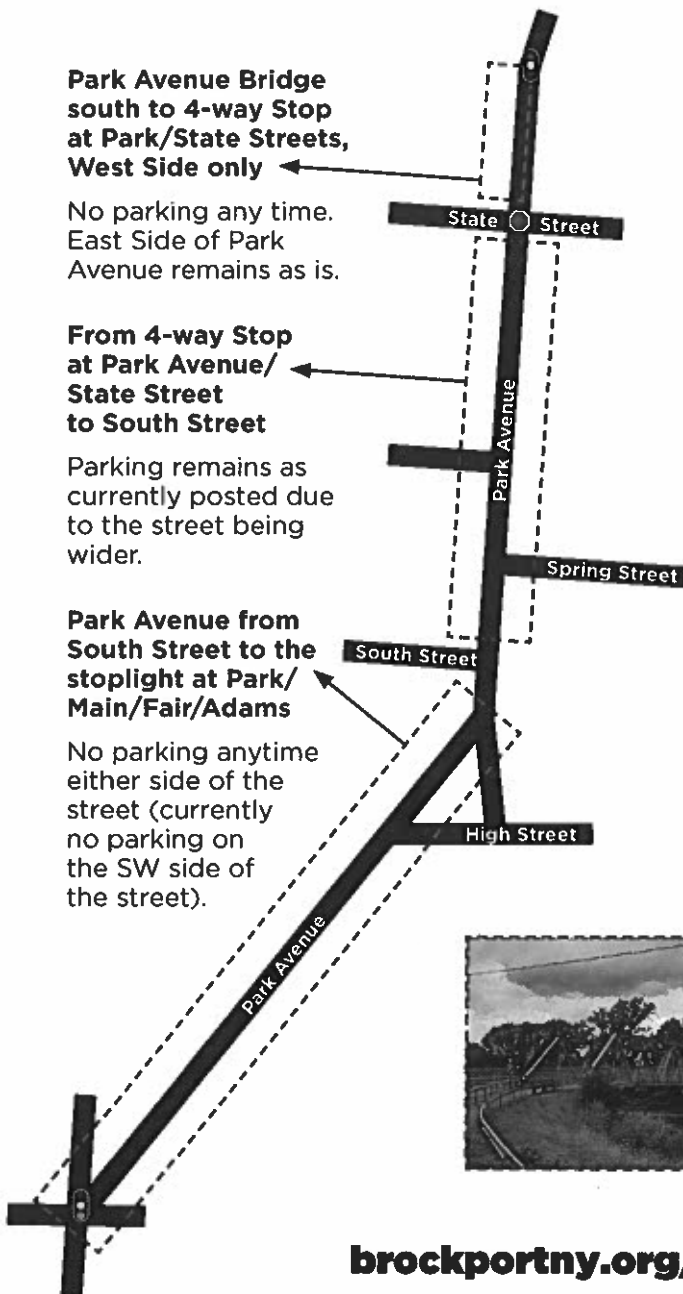 Park Avenue Bridge
south to 4-way Stop
at Park/State Streets,
West Side only
No parking any time.
East Side of Park
Avenue remains as is.
State Street
From 4-way Stop
at Park Avenue/
State Street
to South Street
Parking remains as
currently posted due
to the street being
wider.
Park Avenue
Spring Street
Park Avenue from
South Street to the
stoplight at Park/
Main/Fair/Adams
South Street
No parking anytime
either side of the
street (currently
no parking on
the SW side of
the street).
High Street
Park Avenue
brockportny.org/